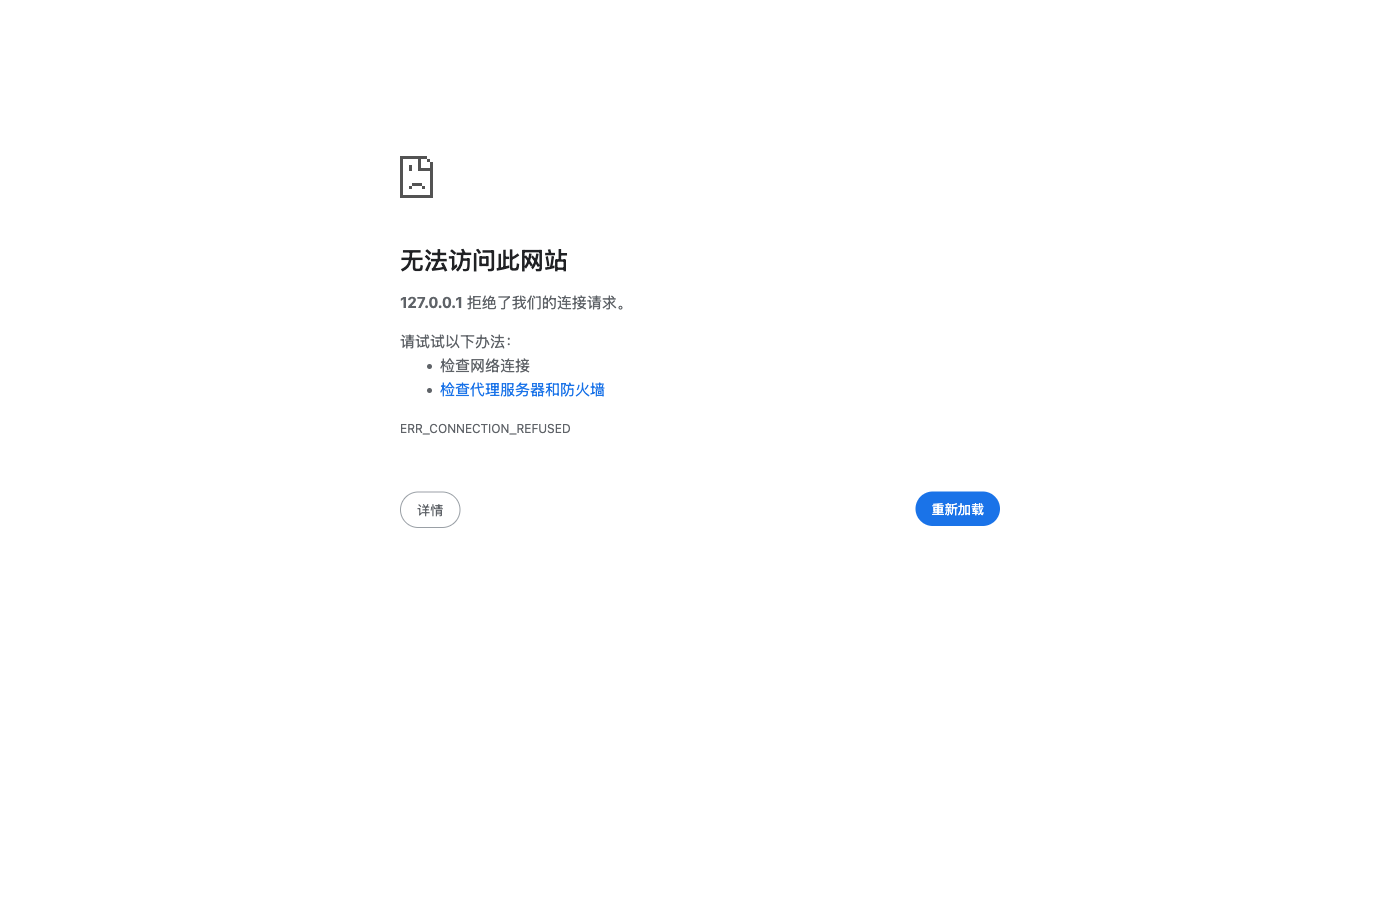 无法访问此网站
127.0.0.1 拒绝了我们的连接请求。
请试试以下办法：
检查网络连接
检查代理服务器和防火墙
ERR_CONNECTION_REFUSED
详情
重新加载